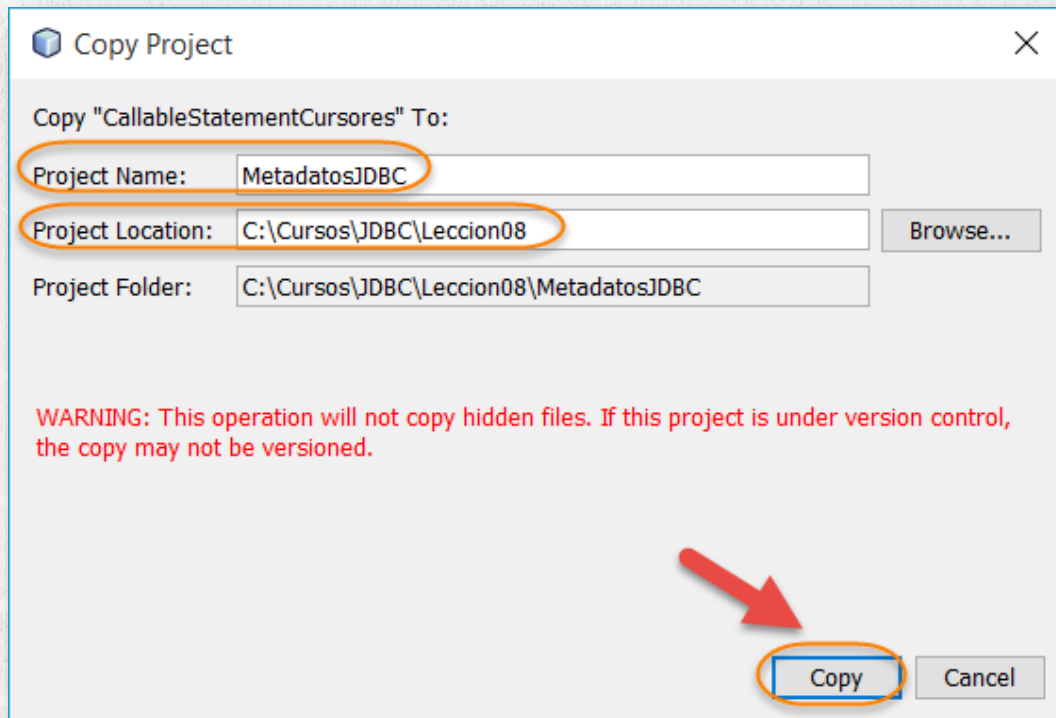 Copy Project
Copy "CallableStatementCursores" To:
Project Name: MetadatosJDBC
Project Location: C:\Cursos\JDBC\Leccion08 Browse...
Project Folder: C:\Cursos\JDBC\Leccion08\MetadatosJDBC
WARNING: This operation will not copy hidden files. If this project is under version control,
the copy may not be versioned.
Copy Cancel